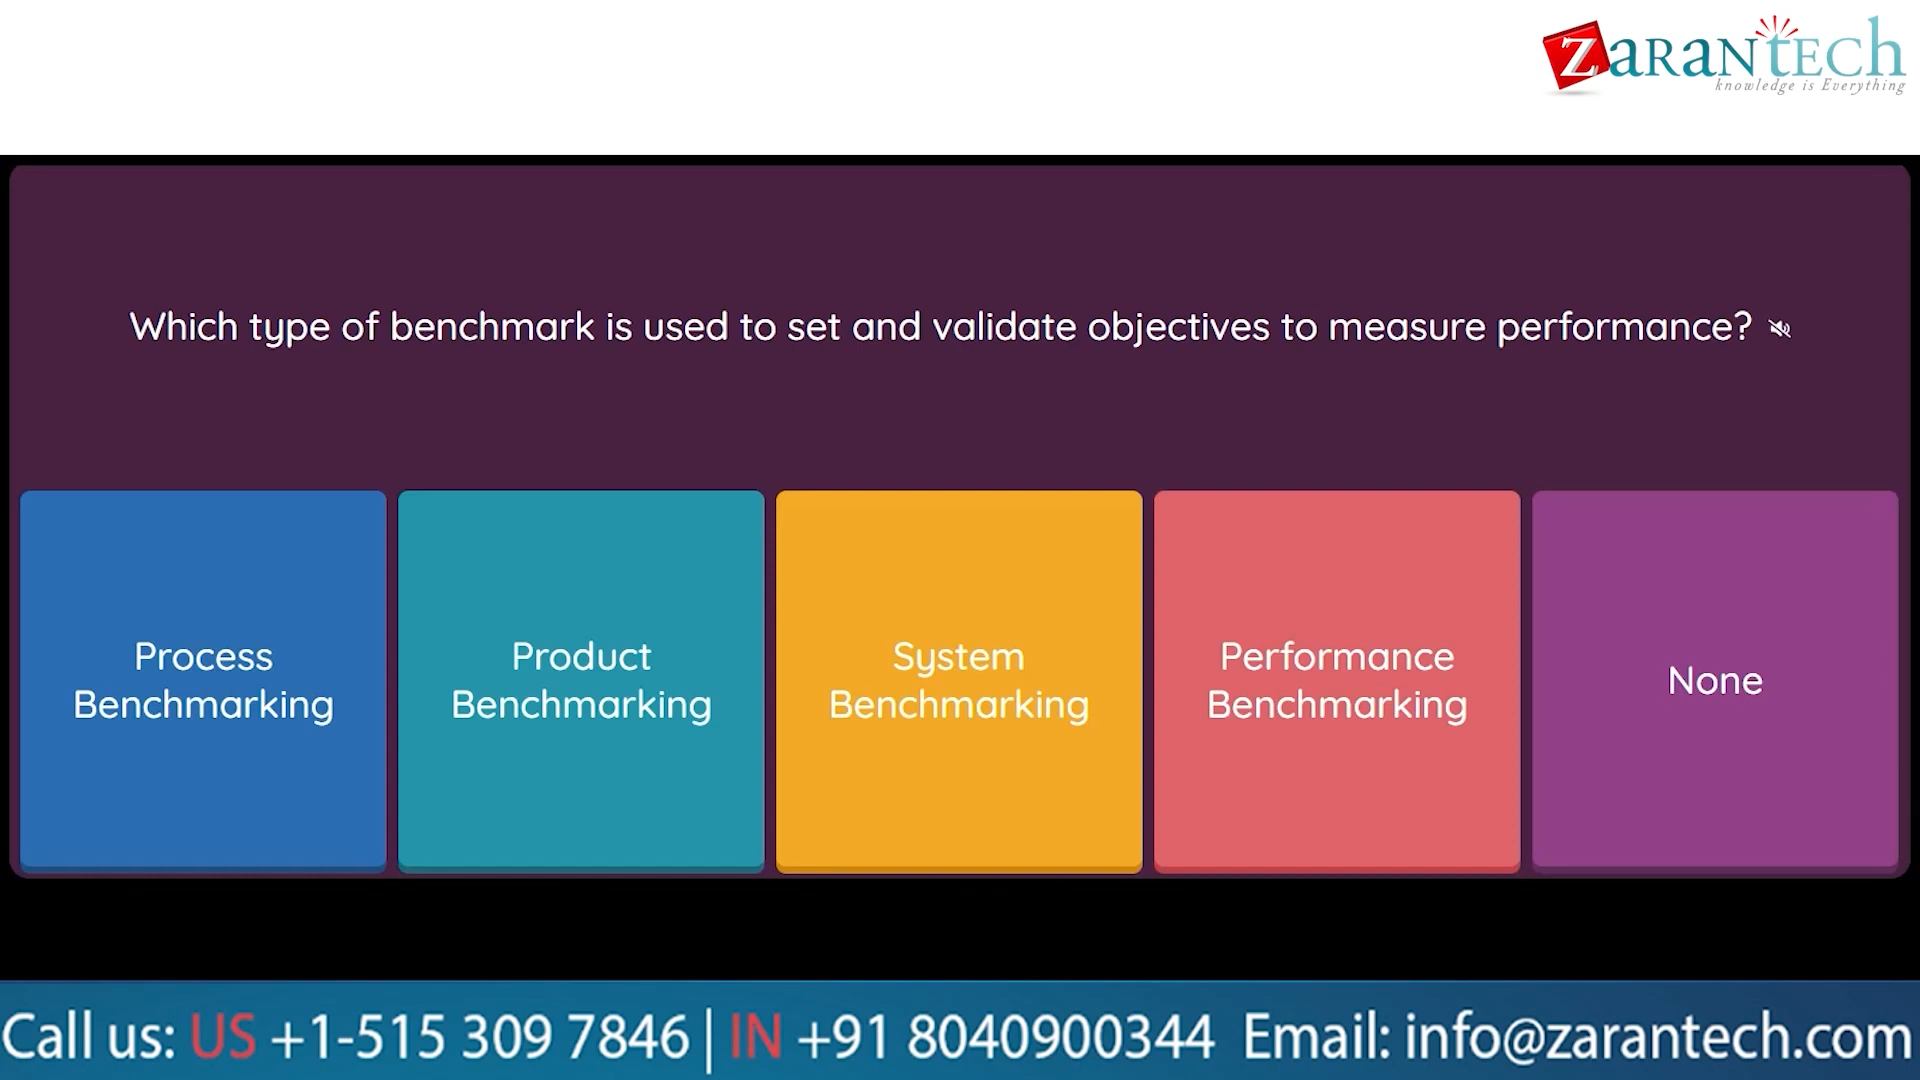 ZaranTech
knowledge is Everything
Which type of benchmark is used to set and validate objectives to measure performance?
Process
Benchmarking
Product
Benchmarking
System
Benchmarking
Performance
Benchmarking
None
Call us: US +1-515 309 7846 | IN +91 8040900344 Email: info@zarantech.com